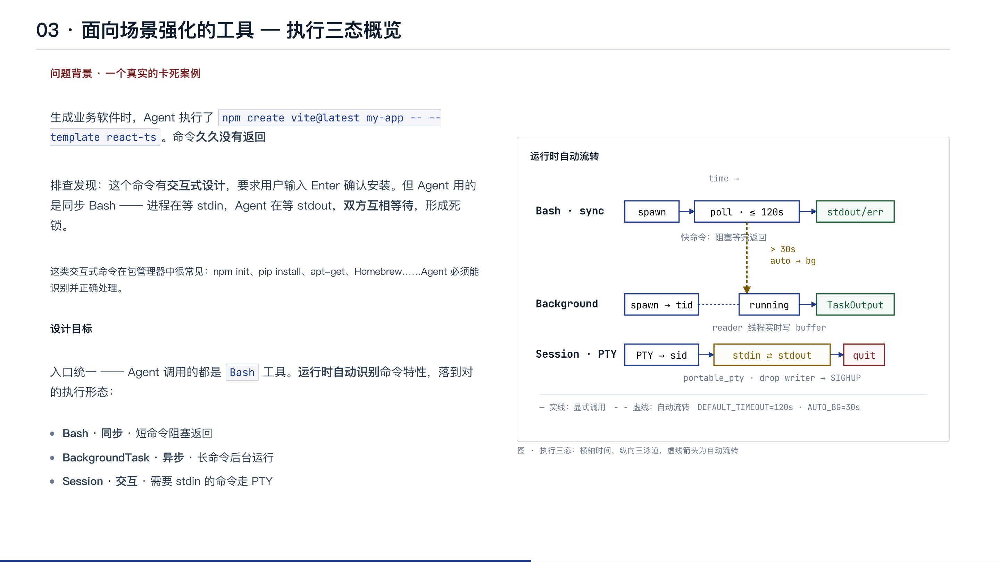 03 · 面向场景强化的工具 — 执行三态概览
问题背景 · 一个真实的卡死案例
生成业务软件时，Agent 执行了 npm create vite@latest my-app -- --
template react-ts。命令久久没有返回
排查发现：这个命令有交互式设计，要求用户输入 Enter 确认安装。但 Agent 用的
是同步 Bash —— 进程在等 stdin，Agent 在等 stdout，双方互相等待，形成死
锁。
这类交互式命令在包管理器中很常见：npm init、pip install、apt-get、Homebrew……Agent 必须能
识别并正确处理。
设计目标
入口统一 —— Agent 调用的都是 Bash 工具。运行时自动识别命令特性，落到对
的执行形态：
• Bash · 同步 · 短命令阻塞返回
• BackgroundTask · 异步 · 长命令后台运行
• Session · 交互 · 需要 stdin 的命令走 PTY
运行时自动流转
time →
Bash · sync spawn poll · ≤ 120s stdout/err
快命令：阻塞等完返回
> 30s
auto → bg
Background spawn → tid running TaskOutput
reader 线程实时写 buffer
Session · PTY PTY → sid stdin ⇄ stdout quit
portable_pty · drop writer → SIGHUP
— 实线：显式调用 - - 虚线：自动流转 DEFAULT_TIMEOUT=120s · AUTO_BG=30s
图 · 执行三态：横轴时间，纵向三泳道，虚线箭头为自动流转